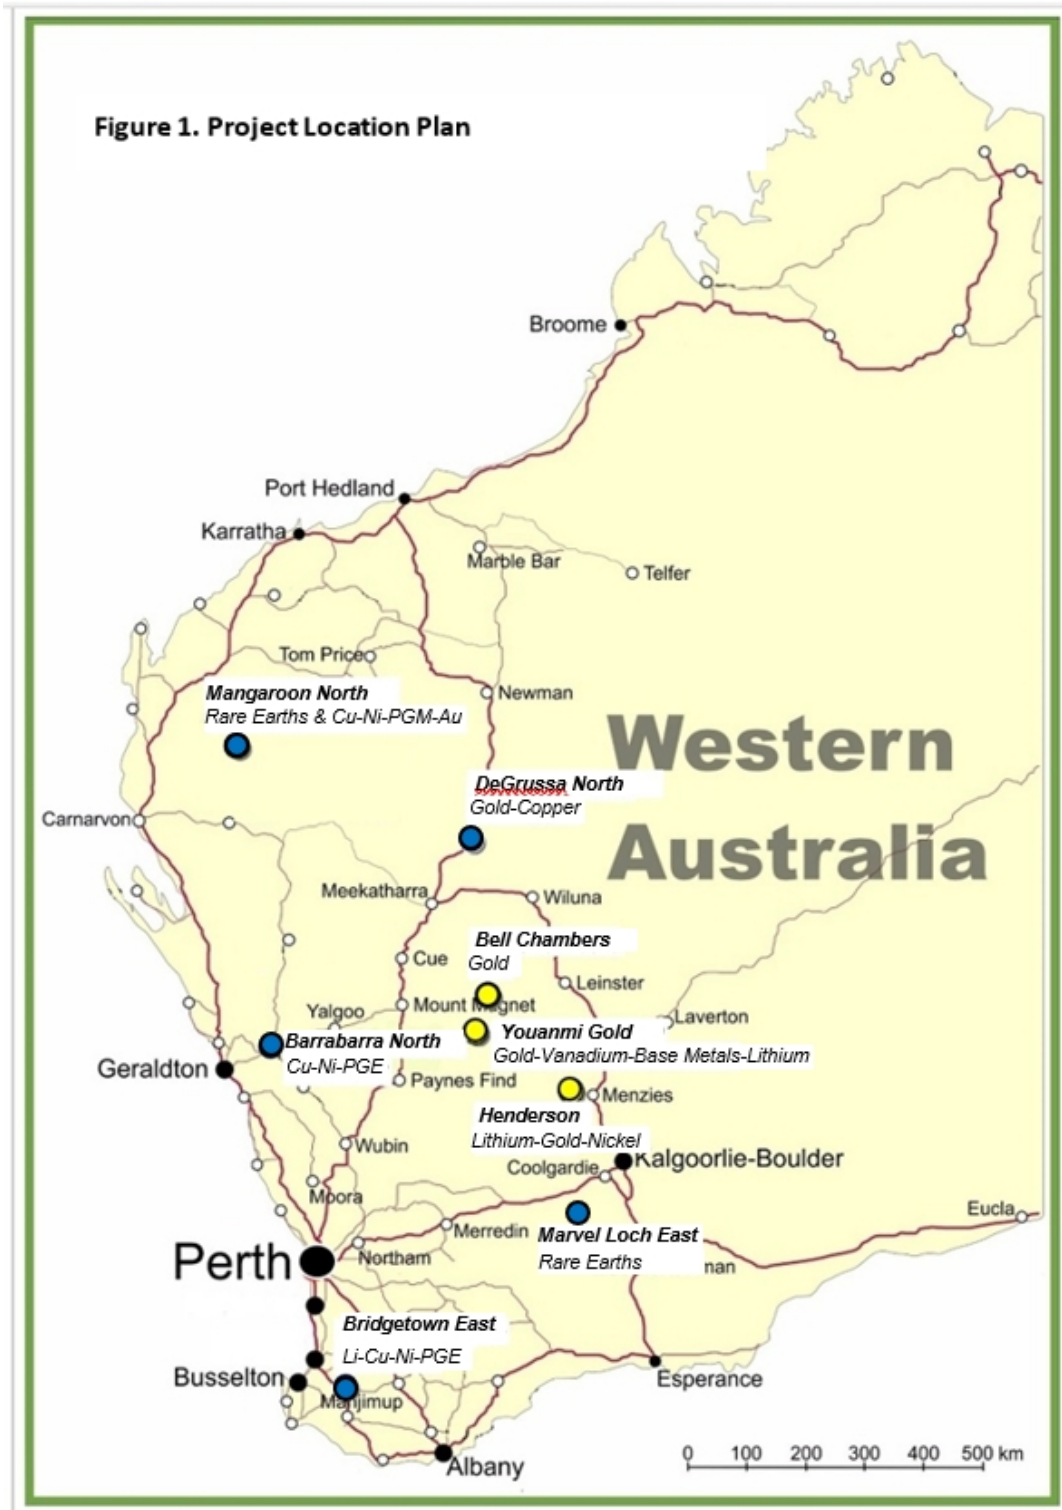 Figure 1. Project Location Plan
Broome
Port Hedland
Karratha
Marble Bar
Telfer
Tom Price
Mangaroon North
Rare Earths & Cu-Ni-PGM-Au
Newman
Western
Australia
DeGrussa North
Gold-Copper
Carnarvon
Meekatharra
Wiluna
Bell Chambers
Gold
Cue
Leinster
Yalgoo
Mount Magnet
Laverton
Youanmi Gold
Gold-Vanadium-Base Metals-Lithium
Barrabarra North
Cu-Ni-PGE
Geraldton
Paynes Find
Menzies
Henderson
Lithium-Gold-Nickel
Wubin
Coolgardie
Kalgoorlie-Boulder
Moora
Eucla
Merredin
Marvel Loch East
Rare Earths
man
Perth
Northam
Bridgetown East
Li-Cu-Ni-PGE
Busselton
Manjimup
Esperance
Albany
0 100 200 300 400 500 km